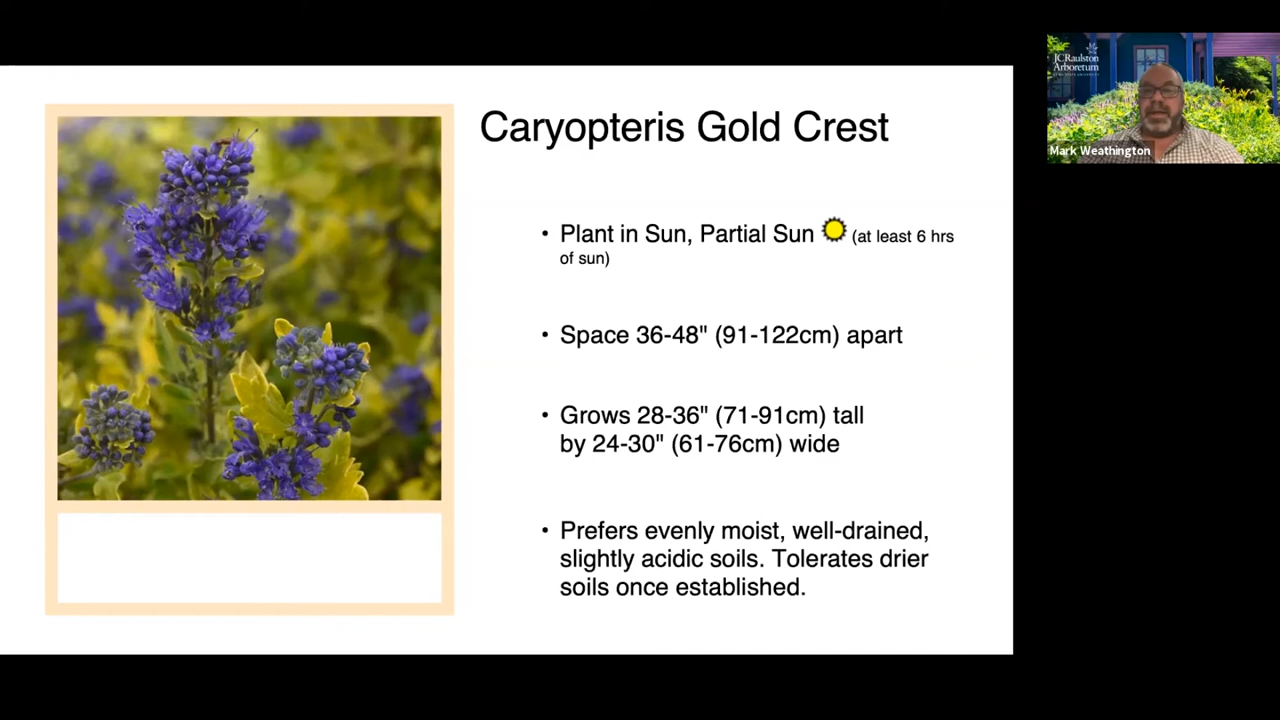 Caryopteris Gold Crest
• Plant in Sun, Partial Sun (at least 6 hrs
of sun)
• Space 36-48" (91-122cm) apart
• Grows 28-36" (71-91cm) tall
by 24-30" (61-76cm) wide
• Prefers evenly moist, well-drained,
slightly acidic soils. Tolerates drier
soils once established.
JCRaulston
Arboretum
Mark Weathington